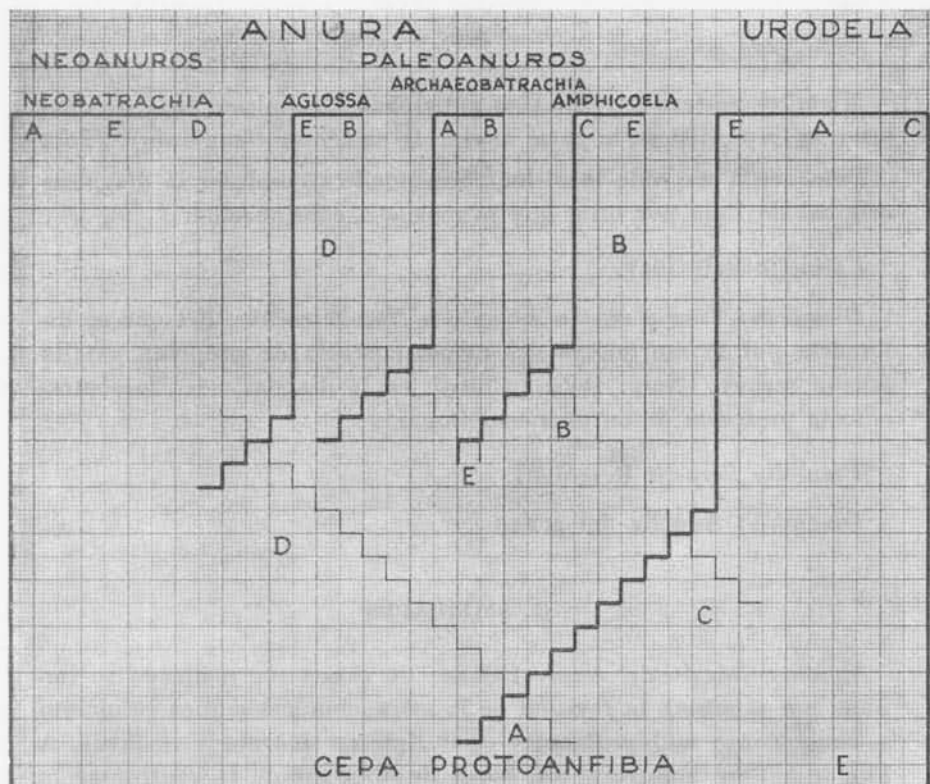 ANURA URODELA
NEOANUROS PALEOANUROS
ARCHAEOBATRACHIA
NEOBATRACHIA AGLOSSA AMPHICOELA
A E D E B A B C E E A C
D B
B
E
D
C
A
CEPA PROTOANFIBIA E